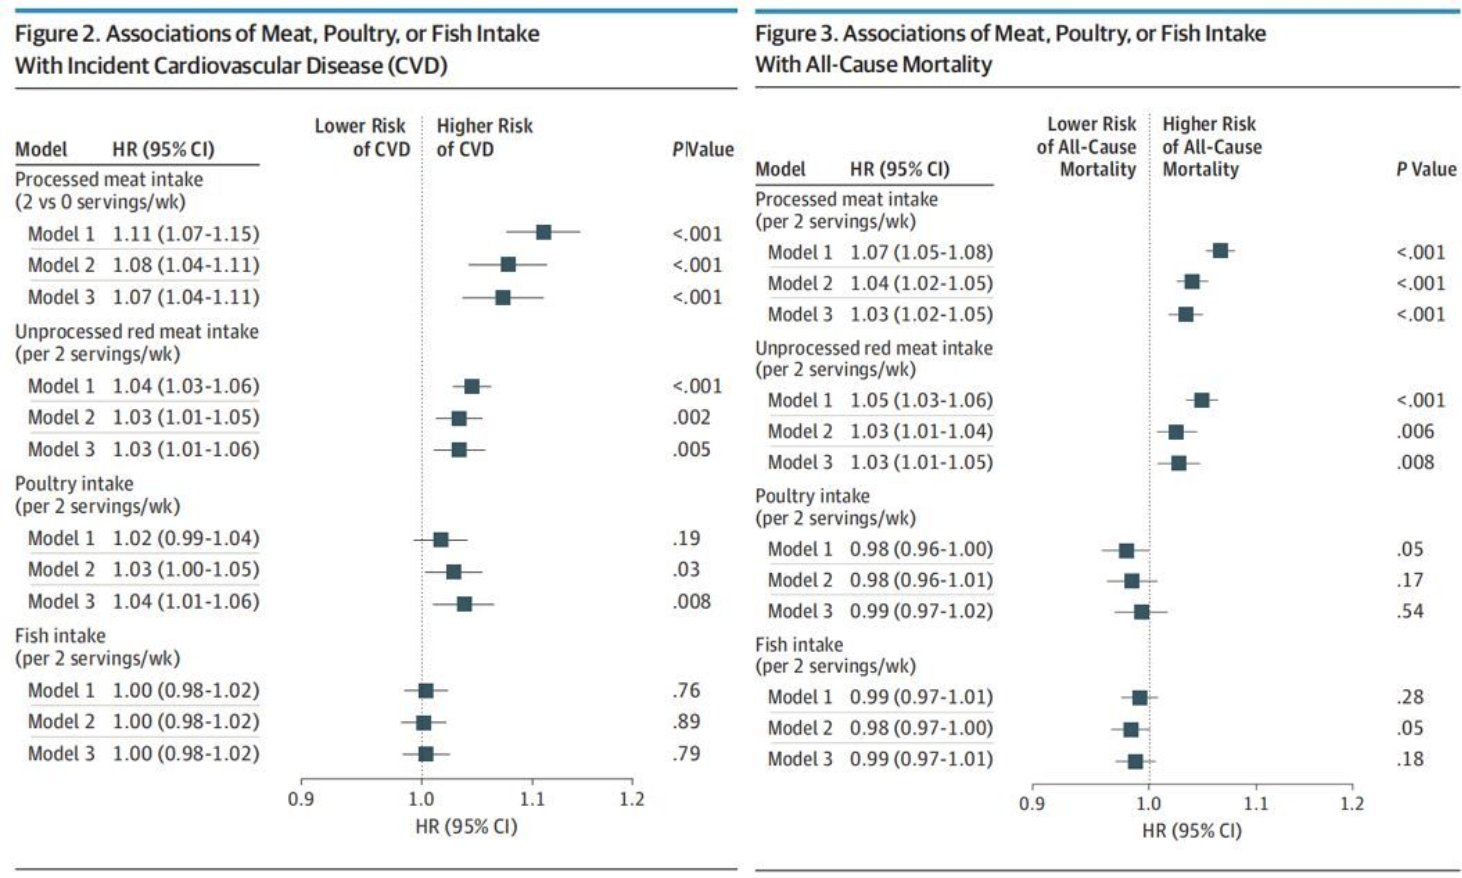 Figure 2. Associations of Meat, Poultry, or Fish Intake
With Incident Cardiovascular Disease (CVD)
Lower Risk Higher Risk
Model HR (95% CI) of CVD of CVD P Value
Processed meat intake
(2 vs 0 servings/wk)
Model 1 1.11 (1.07-1.15) <.001
Model 2 1.08 (1.04-1.11) <.001
Model 3 1.07 (1.04-1.11) <.001
Unprocessed red meat intake
(per 2 servings/wk)
Model 1 1.04 (1.03-1.06) <.001
Model 2 1.03 (1.01-1.05) .002
Model 3 1.03 (1.01-1.06) .005
Poultry intake
(per 2 servings/wk)
Model 1 1.02 (0.99-1.04) .19
Model 2 1.03 (1.00-1.05) .03
Model 3 1.04 (1.01-1.06) .008
Fish intake
(per 2 servings/wk)
Model 1 1.00 (0.98-1.02) .76
Model 2 1.00 (0.98-1.02) .89
Model 3 1.00 (0.98-1.02) .79
0.9 1.0 1.1 1.2
HR (95% CI)
Figure 3. Associations of Meat, Poultry, or Fish Intake
With All-Cause Mortality
Lower Risk Higher Risk
of All-Cause of All-Cause
Model HR (95% CI) Mortality Mortality P Value
Processed meat intake
(per 2 servings/wk)
Model 1 1.07 (1.05-1.08) <.001
Model 2 1.04 (1.02-1.05) <.001
Model 3 1.03 (1.02-1.05) <.001
Unprocessed red meat intake
(per 2 servings/wk)
Model 1 1.05 (1.03-1.06) <.001
Model 2 1.03 (1.01-1.04) .006
Model 3 1.03 (1.01-1.05) .008
Poultry intake
(per 2 servings/wk)
Model 1 0.98 (0.96-1.00) .05
Model 2 0.98 (0.96-1.01) .17
Model 3 0.99 (0.97-1.02) .54
Fish intake
(per 2 servings/wk)
Model 1 0.99 (0.97-1.01) .28
Model 2 0.98 (0.97-1.00) .05
Model 3 0.99 (0.97-1.01) .18
0.9 1.0 1.1 1.2
HR (95% CI)